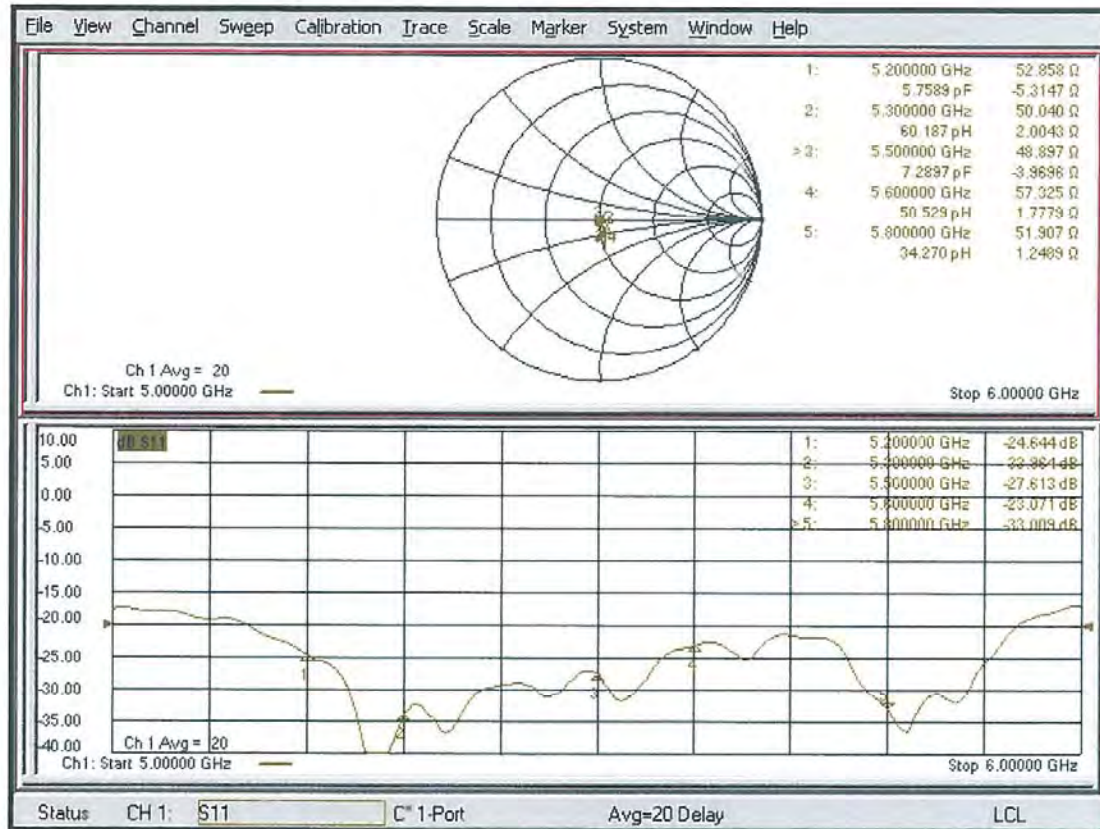 File View Channel Sweep Calibration Trace Scale Marker System Window Help
1: 5.200000 GHz 52.858 Ω
5.7589 pF -5.3147 Ω
2: 5.300000 GHz 50.040 Ω
60.187 pH 2.0043 Ω
> 3: 5.500000 GHz 48.897 Ω
7.2897 pF -3.9696 Ω
4: 5.600000 GHz 57.325 Ω
50.529 pH 1.7779 Ω
5: 5.800000 GHz 51.907 Ω
34.270 pH 1.2489 Ω
Ch 1 Avg = 20
Ch1: Start 5.00000 GHz
Stop 6.00000 GHz
dB S11
10.00
5.00
0.00
-5.00
-10.00
-15.00
-20.00
-25.00
-30.00
-35.00
-40.00
1: 5.200000 GHz -24.644 dB
2: 5.300000 GHz -33.964 dB
3: 5.500000 GHz -27.613 dB
4: 5.600000 GHz -23.071 dB
> 5: 5.800000 GHz -33.009 dB
1
2
3
Ch 1 Avg = 20
Ch1: Start 5.00000 GHz
Stop 6.00000 GHz
Status CH 1: S11 C* 1-Port Avg=20 Delay LCL